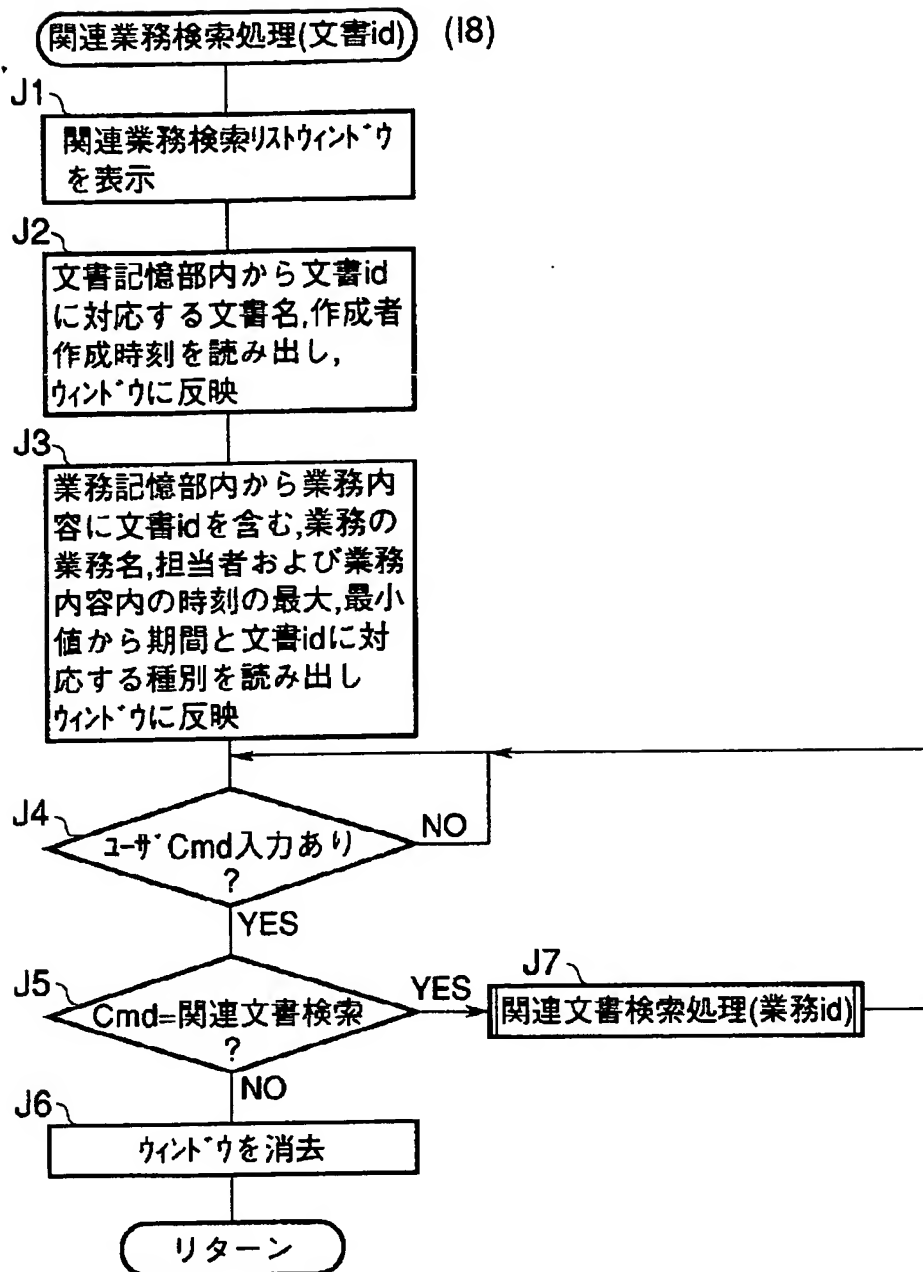 関連業務検索処理(文書id) (I8)
J1
関連業務検索ﾘｽﾄｳｨﾝﾄﾞｳ
を表示
J2
文書記憶部内から文書id
に対応する文書名,作成者
作成時刻を読み出し,
ｳｨﾝﾄﾞｳに反映
J3
業務記憶部内から業務内
容に文書idを含む,業務の
業務名,担当者および業務
内容内の時刻の最大,最小
値から期間と文書idに対
応する種別を読み出し
ｳｨﾝﾄﾞｳに反映
J4
ﾕｰｻﾞCmd入力あり
?
NO
YES
J5
Cmd=関連文書検索
?
YES
J7
関連文書検索処理(業務id)
NO
J6
ｳｨﾝﾄﾞｳを消去
リターン